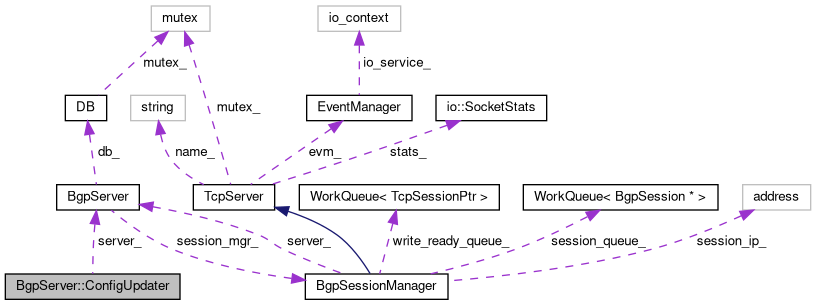 mutex
io_context
mutex_
io_service_
DB
string
EventManager
io::SocketStats
mutex_
db_
name_
evm_
stats_
BgpServer
TcpServer
WorkQueue< TcpSessionPtr >
WorkQueue< BgpSession * >
address
server_
session_mgr_
server_
write_ready_queue_
session_queue_
session_ip_
BgpServer::ConfigUpdater
BgpSessionManager